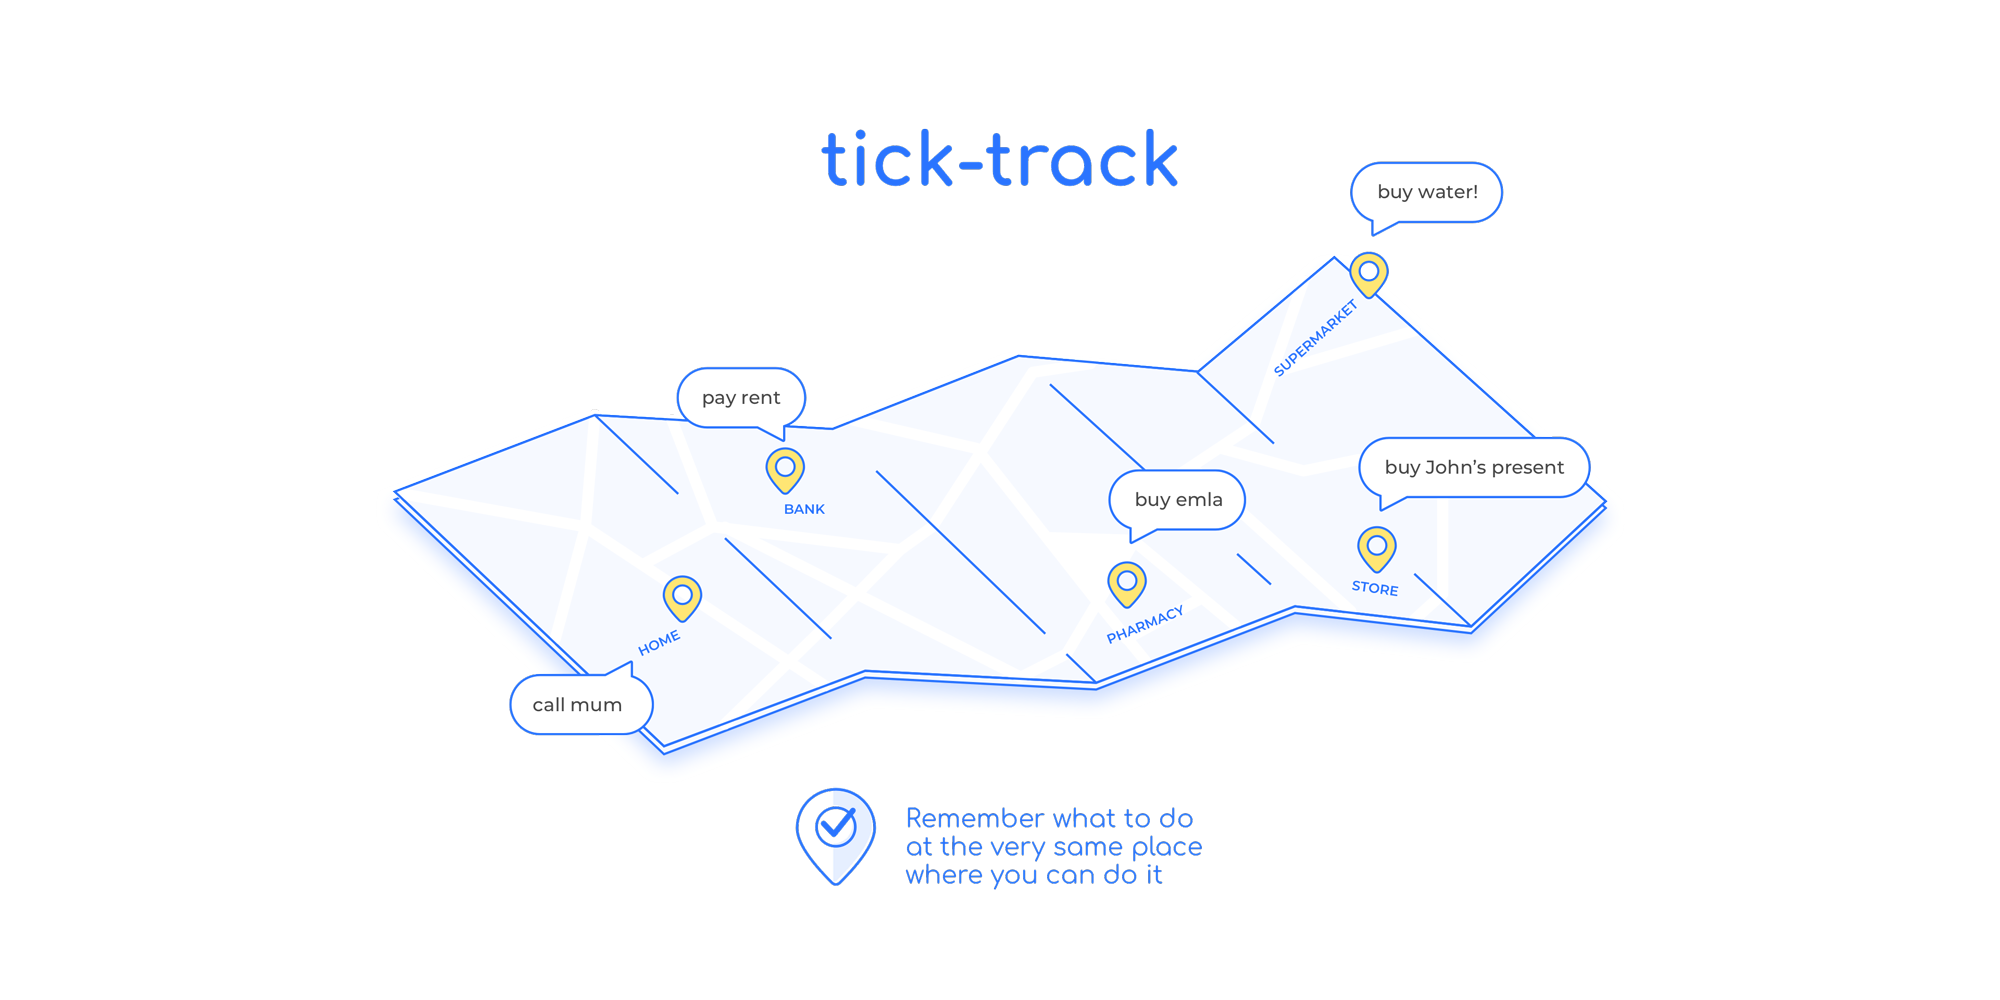 tick-track
buy water!
SUPERMARKET
pay rent
BANK
buy John’s present
buy emla
STORE
PHARMACY
HOME
call mum
Remember what to do
at the very same place
where you can do it